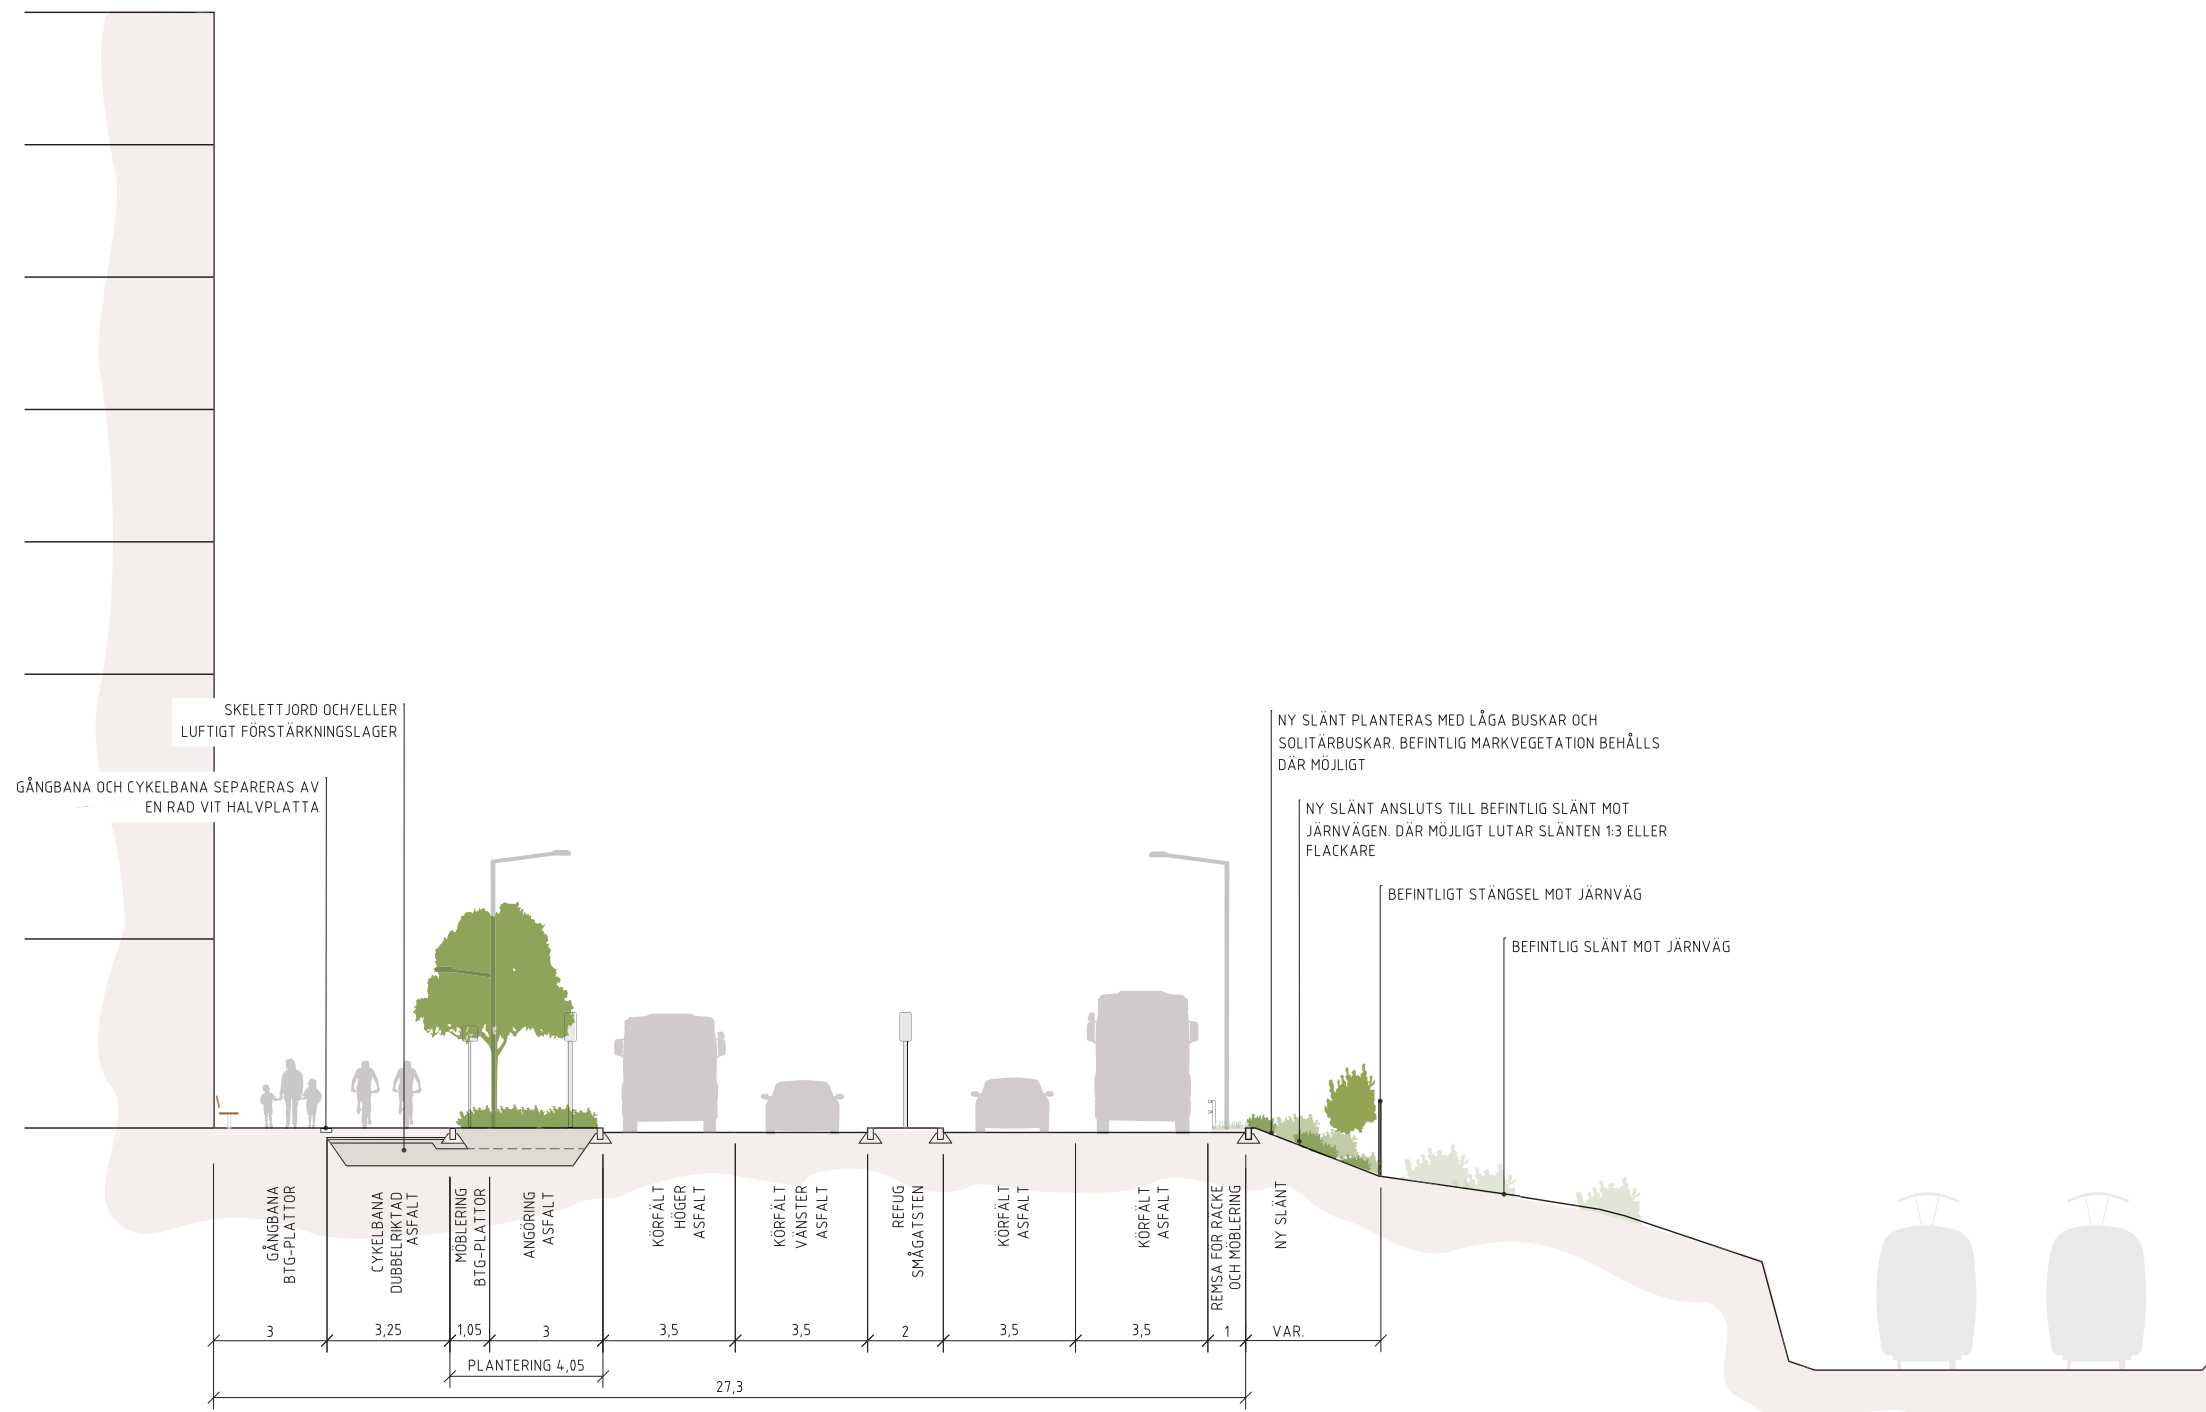 SKELETTJORD OCH/ELLER
LUFTIGT FÖRSTÄRKNINGSLAGER
GÅNGBANA OCH CYKELBANA SEPARERAS AV
EN RAD VIT HALVPLATTA
NY SLÄNT PLANTERAS MED LÅGA BUSKAR OCH
SOLITÄRBUSKAR. BEFINTLIG MARKVEGETATION BEHÅLLS
DÄR MÖJLIGT
NY SLÄNT ANSLUTS TILL BEFINTLIG SLÄNT MOT
JÄRNVÄGEN. DÄR MÖJLIGT LUTAR SLÄNTEN 1:3 ELLER
FLACKARE
BEFINTLIGT STÄNGSEL MOT JÄRNVÄG
BEFINTLIG SLÄNT MOT JÄRNVÄG
GÅNGBANA
BTG-PLATTOR
CYKELBANA
DUBBELRIKTAD
ASFALT
MÖBLERING
BTG-PLATTOR
ANGÖRING
ASFALT
KÖRFÄLT
HÖGER
ASFALT
KÖRFÄLT
VÄNSTER
ASFALT
REFUG
SMÅGATSTEN
KÖRFÄLT
ASFALT
KÖRFÄLT
ASFALT
REMSA FÖR RÄCKE
OCH MÖBLERING
NY SLÄNT
3
3,25
1,05
3
3,5
3,5
2
3,5
3,5
1
VAR.
PLANTERING 4,05
27,3